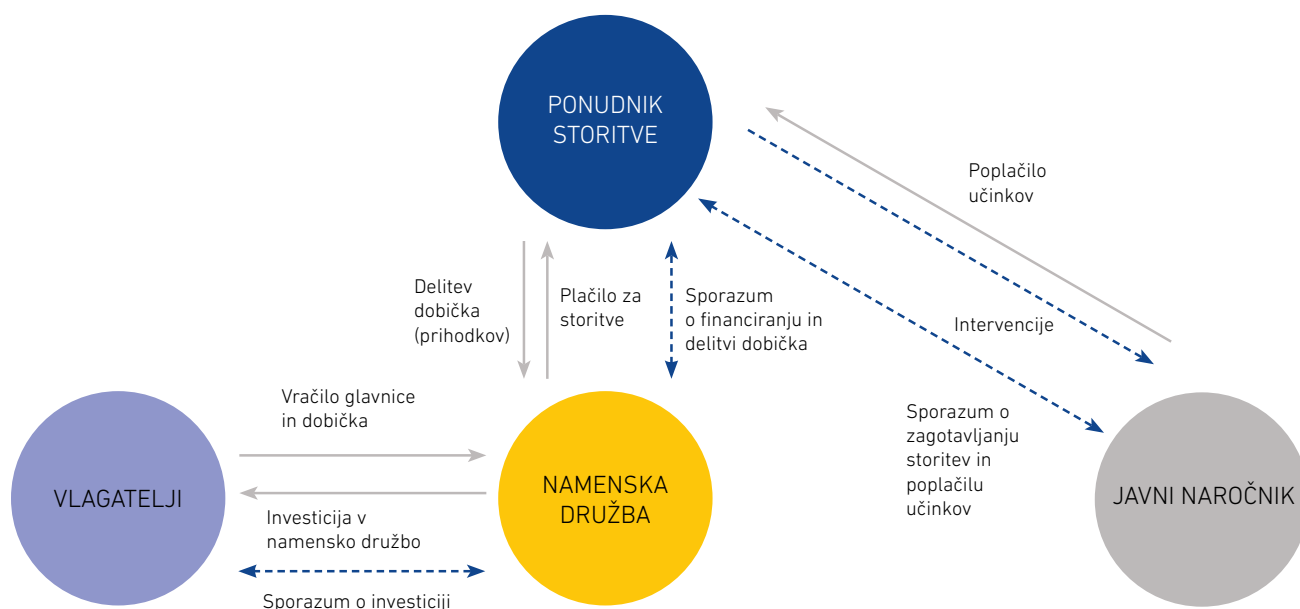 PONUDNIK
STORITVE
Poplačilo
učinkov
Delitev
dobička
(prihodkov)
Plačilo za
storitve
Sporazum
o financiranju in
delitvi dobička
Intervencije
Vračilo glavnice
in dobička
Sporazum o
zagotavljanju
storitev in
poplačilu
učinkov
VLAGATELJI
NAMENSKA
DRUŽBA
JAVNI NAROČNIK
Investicija v
namensko družbo
Sporazum o investiciji